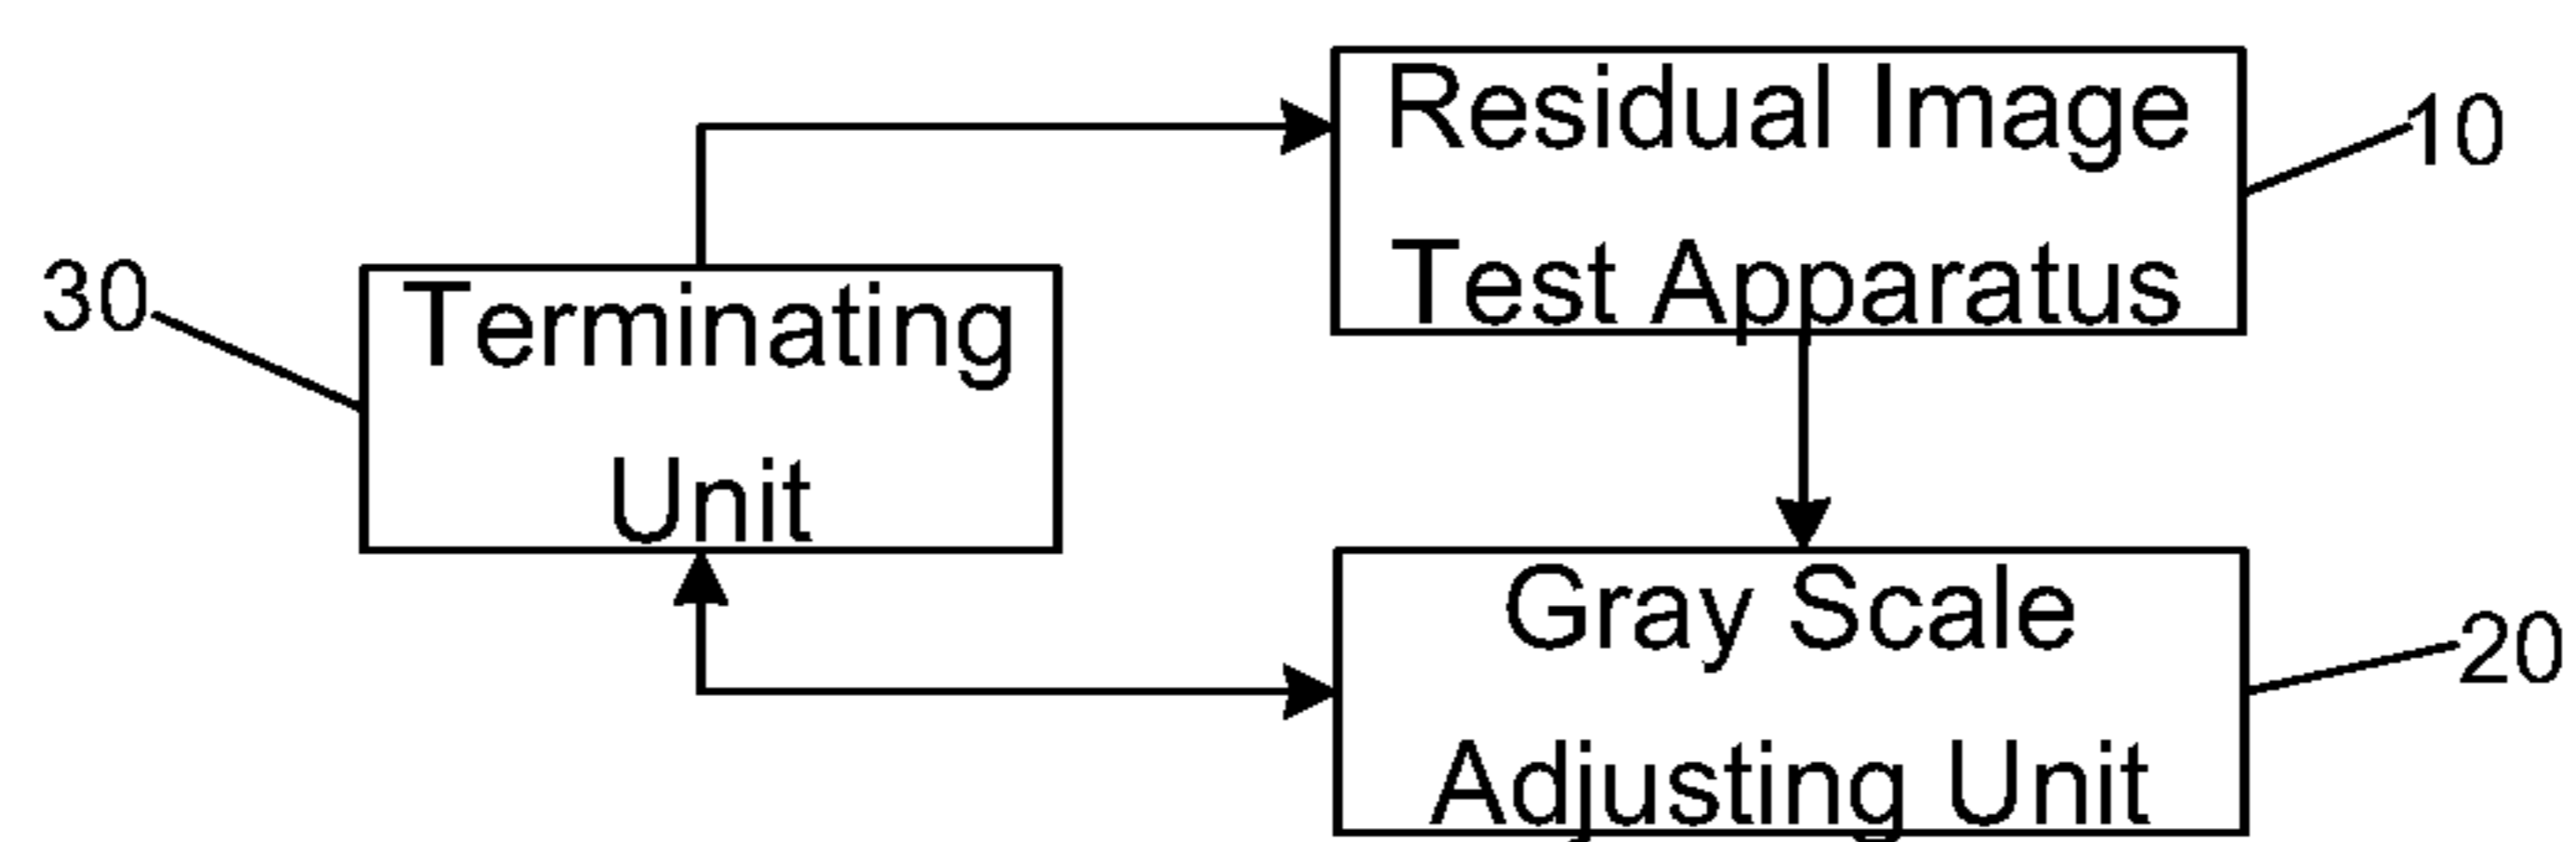 Residual Image
Test Apparatus
10
30
Terminating
Unit
Gray Scale
Adjusting Unit
20